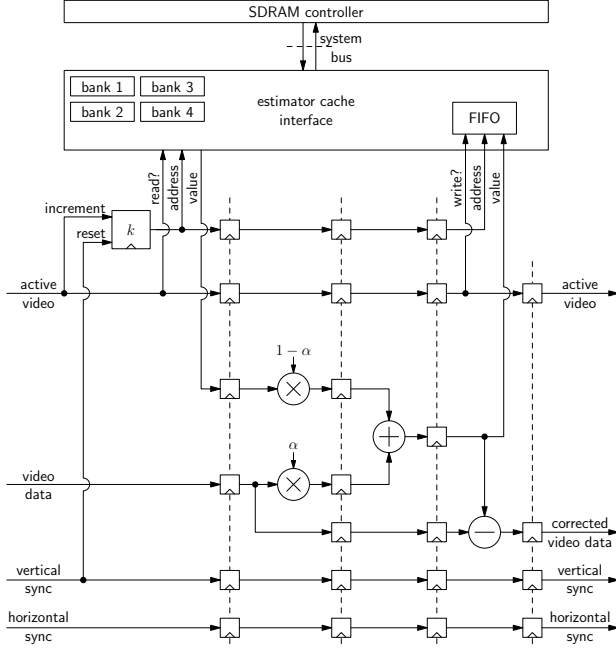 SDRAM controller
system
bus
bank 1
bank 3
bank 2
bank 4
estimator cache
interface
FIFO
read?
address
value
write?
address
value
increment
reset
k
active
video
active
video
1 − α
×
+
α
×
video
data
−
corrected
video data
vertical
sync
vertical
sync
horizontal
sync
horizontal
sync